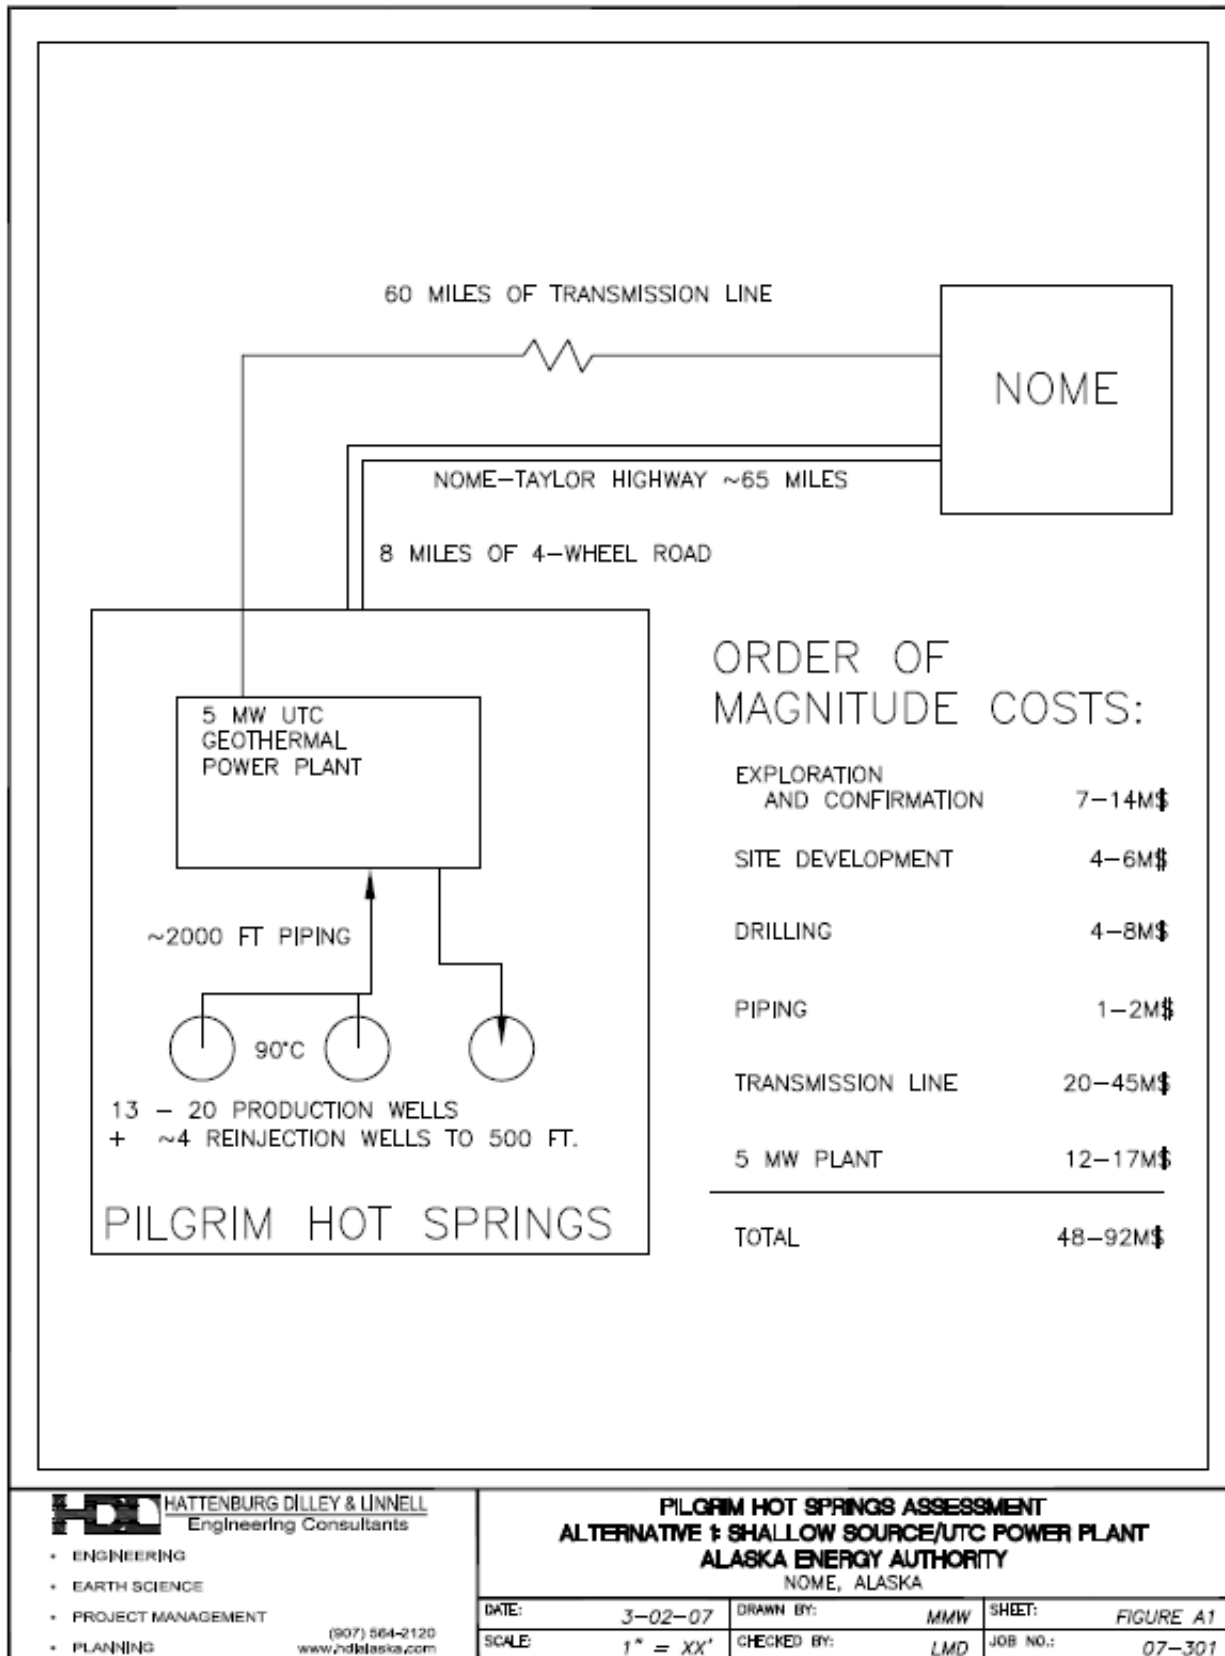 60 MILES OF TRANSMISSION LINE
NOME
NOME-TAYLOR HIGHWAY ~65 MILES
8 MILES OF 4-WHEEL ROAD
5 MW UTC
GEOTHERMAL
POWER PLANT
~2000 FT PIPING
90°C
13 - 20 PRODUCTION WELLS
+ ~4 REINJECTION WELLS TO 500 FT.
PILGRIM HOT SPRINGS
ORDER OF
MAGNITUDE COSTS:
EXPLORATION
AND CONFIRMATION 7-14M$
SITE DEVELOPMENT 4-6M$
DRILLING 4-8M$
PIPING 1-2M$
TRANSMISSION LINE 20-45M$
5 MW PLANT 12-17M$
TOTAL 48-92M$
HDL HATTENBURG DILLEY & LINNELL
Engineering Consultants
• ENGINEERING
• EARTH SCIENCE
• PROJECT MANAGEMENT
• PLANNING
(907) 564-2120
www.hdlalaska.com
PILGRIM HOT SPRINGS ASSESSMENT
ALTERNATIVE 1: SHALLOW SOURCE/UTC POWER PLANT
ALASKA ENERGY AUTHORITY
NOME, ALASKA
DATE: 3-02-07 DRAWN BY: MMW SHEET: FIGURE A1
SCALE: 1" = XX' CHECKED BY: LMD JOB NO.: 07-301